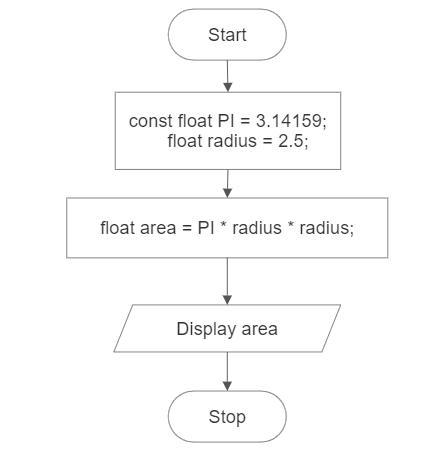 Start
const float PI = 3.14159;
float radius = 2.5;
float area = PI * radius * radius;
Display area
Stop